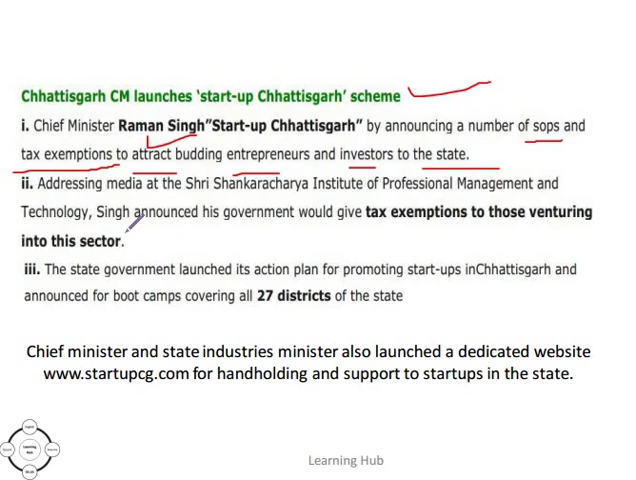 Chhattisgarh CM launches ‘start-up Chhattisgarh’ scheme
i. Chief Minister Raman Singh”Start-up Chhattisgarh” by announcing a number of sops and
tax exemptions to attract budding entrepreneurs and investors to the state.
ii. Addressing media at the Shri Shankaracharya Institute of Professional Management and
Technology, Singh announced his government would give tax exemptions to those venturing
into this sector.
iii. The state government launched its action plan for promoting start-ups inChhattisgarh and
announced for boot camps covering all 27 districts of the state
Chief minister and state industries minister also launched a dedicated website
www.startupcg.com for handholding and support to startups in the state.
Learning
Hub
Learning Hub